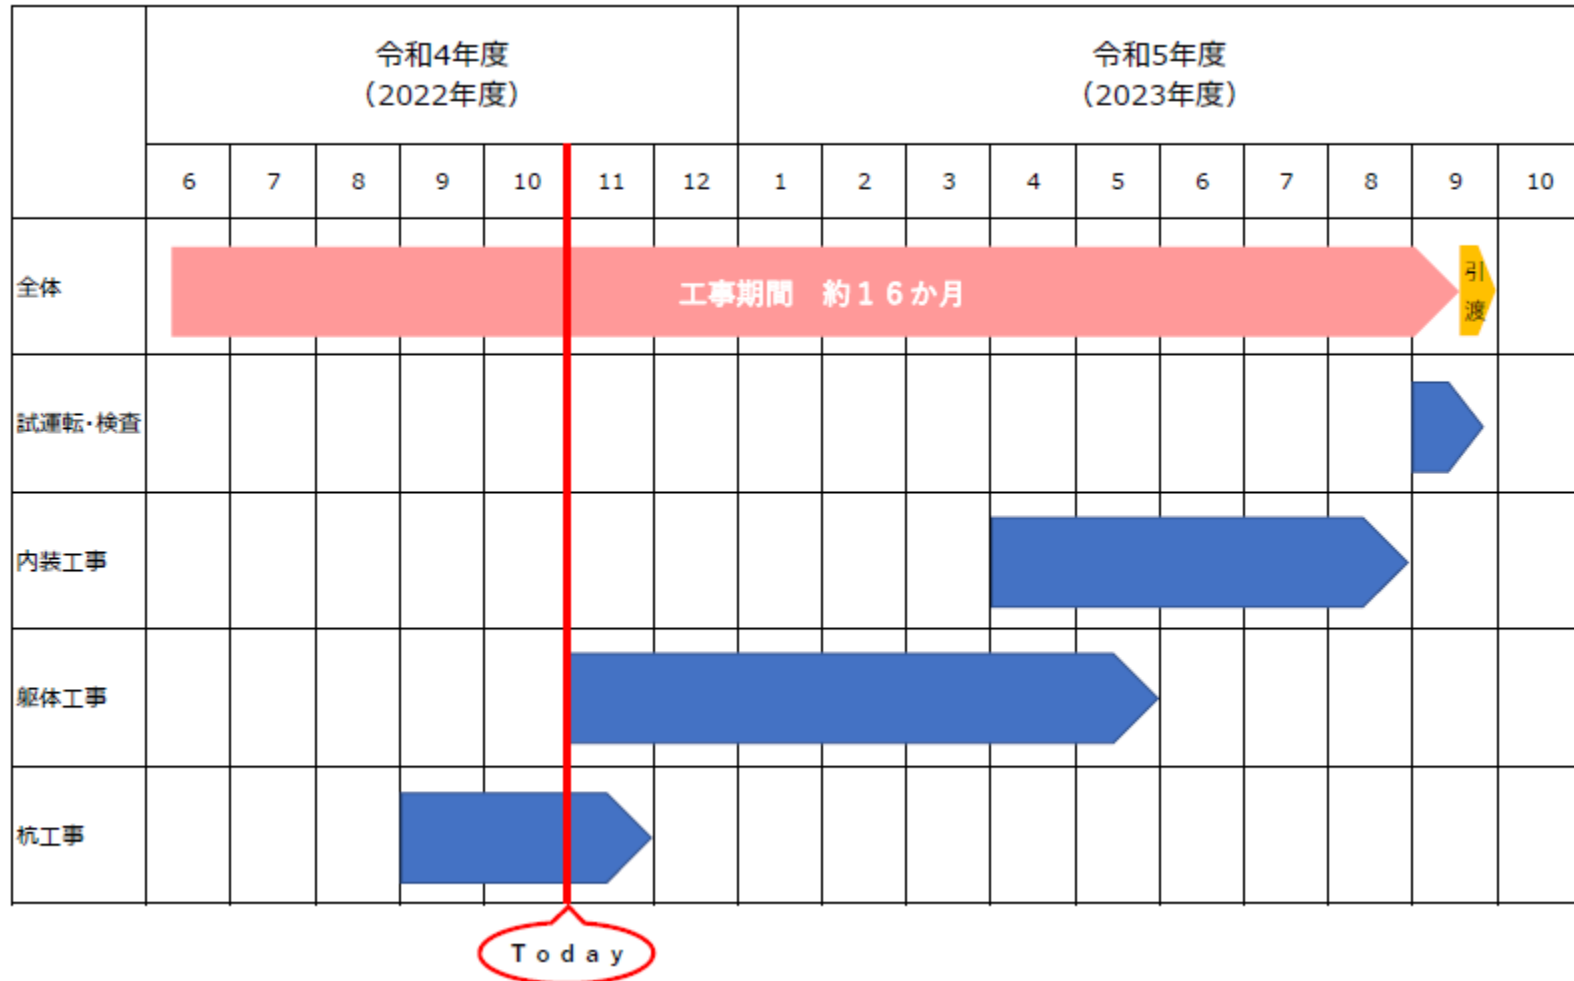 令和4年度
（2022年度）
令和5年度
（2023年度）
6 7 8 9 10 11 12 1 2 3 4 5 6 7 8 9 10
全体
工事期間　約１６か月
引
渡
試運転・検査
内装工事
躯体工事
杭工事
Ｔｏｄａｙ